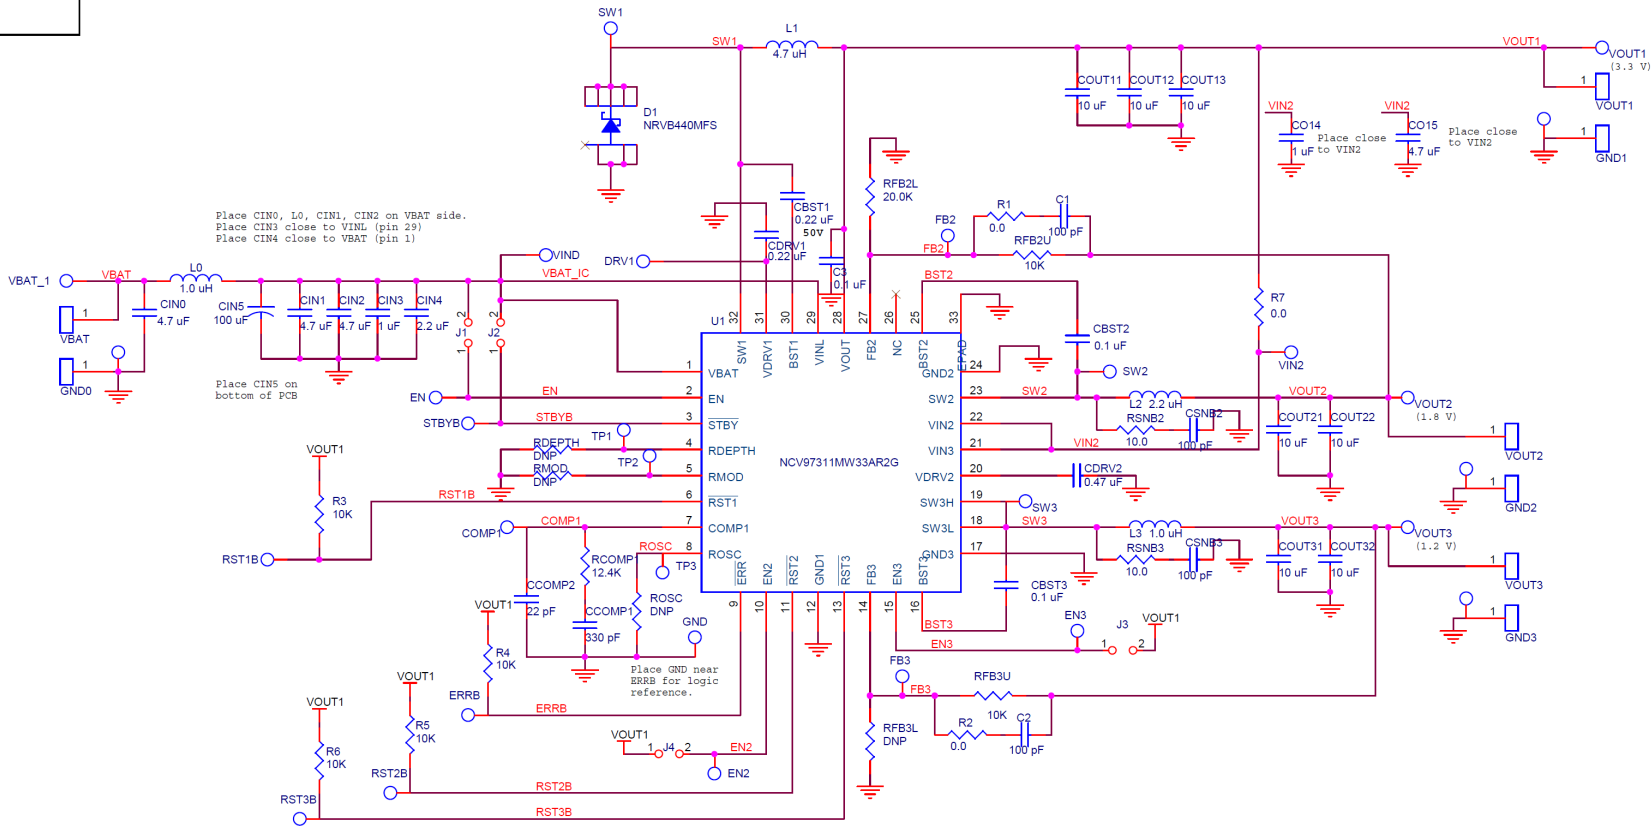 SW1
SW1
L1
4.7 uH
VOUT1
VOUT1
(3.3 V)
1
VOUT1
D1
NRVB440MFS
COUT11
10 uF
COUT12
10 uF
COUT13
10 uF
VIN2
CO14
1 uF
Place close
to VIN2
VIN2
CO15
4.7 uF
Place close
to VIN2
1
GND1
Place CIN0, L0, CIN1, CIN2 on VBAT side.
Place CIN3 close to VINL (pin 29)
Place CIN4 close to VBAT (pin 1)
CBST1
0.22 uF
50V
CDRV1
0.22 uF
DRV1
C3
0.1 uF
RFB2L
20.0K
FB2
FB2
R1
0.0
C1
100 pF
RFB2U
10K
VBAT_1
VBAT
L0
1.0 uH
VIND
VBAT_IC
1
VBAT
1
GND0
CIN0
4.7 uF
CIN5
100 uF
CIN1
4.7 uF
CIN2
4.7 uF
CIN3
1 uF
CIN4
2.2 uF
Place CIN5 on
bottom of PCB
J1
2
1
J2
2
1
BST2
CBST2
0.1 uF
R7
0.0
VIN2
U1
32
31
30
29
28
27
26
25
33
SW1
VDRV1
BST1
VINL
VOUT
FB2
NC
BST2
EPAD
1
VBAT
EN
EN
2
EN
STBYB
STBYB
3
STBY
RDEPTH
DNP
TP1
4
RDEPTH
RMOD
DNP
TP2
5
RMOD
RST1B
6
RST1
COMP1
COMP1
7
COMP1
ROSC
8
ROSC
TP3
NCV97311MW33AR2G
GND2
24
SW2
23
SW2
SW2
VIN2
22
VIN3
21
VIN2
VDRV2
20
CDRV2
0.47 uF
SW3H
19
SW3
SW3L
18
SW3
GND3
17
ERR
EN2
RST2
GND1
RST3
FB3
EN3
BST3
9
10
11
12
13
14
15
16
L2 2.2 uH
RSNB2
10.0
CSNB2
100 pF
VOUT2
COUT21
10 uF
COUT22
10 uF
VOUT2
(1.8 V)
1
VOUT2
1
GND2
L3 1.0 uH
RSNB3
10.0
CSNB3
100 pF
VOUT3
COUT31
10 uF
COUT32
10 uF
VOUT3
(1.2 V)
1
VOUT3
1
GND3
CBST3
0.1 uF
BST3
EN3
EN3
J3
1
2
VOUT1
VOUT1
R3
10K
RST1B
RCOMP1
12.4K
CCOMP2
22 pF
CCOMP1
330 pF
ROSC
DNP
GND
Place GND near
ERRB for logic
reference.
VOUT1
R4
10K
ERRB
ERRB
VOUT1
R5
10K
RST2B
RST2B
VOUT1
R6
10K
RST3B
RST3B
VOUT1
1
J4
2
EN2
EN2
FB3
FB3
RFB3U
10K
R2
0.0
C2
100 pF
RFB3L
DNP